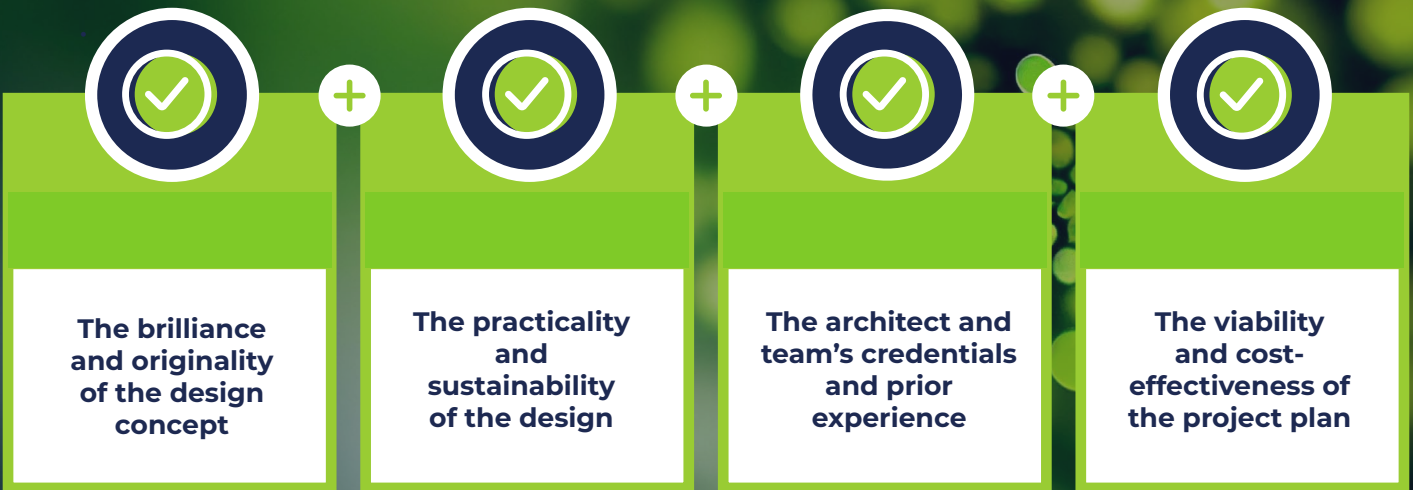 The brilliance
and originality
of the design
concept
The practicality
and
sustainability
of the design
The architect and
team’s credentials
and prior
experience
The viability
and cost-
effectiveness of
the project plan